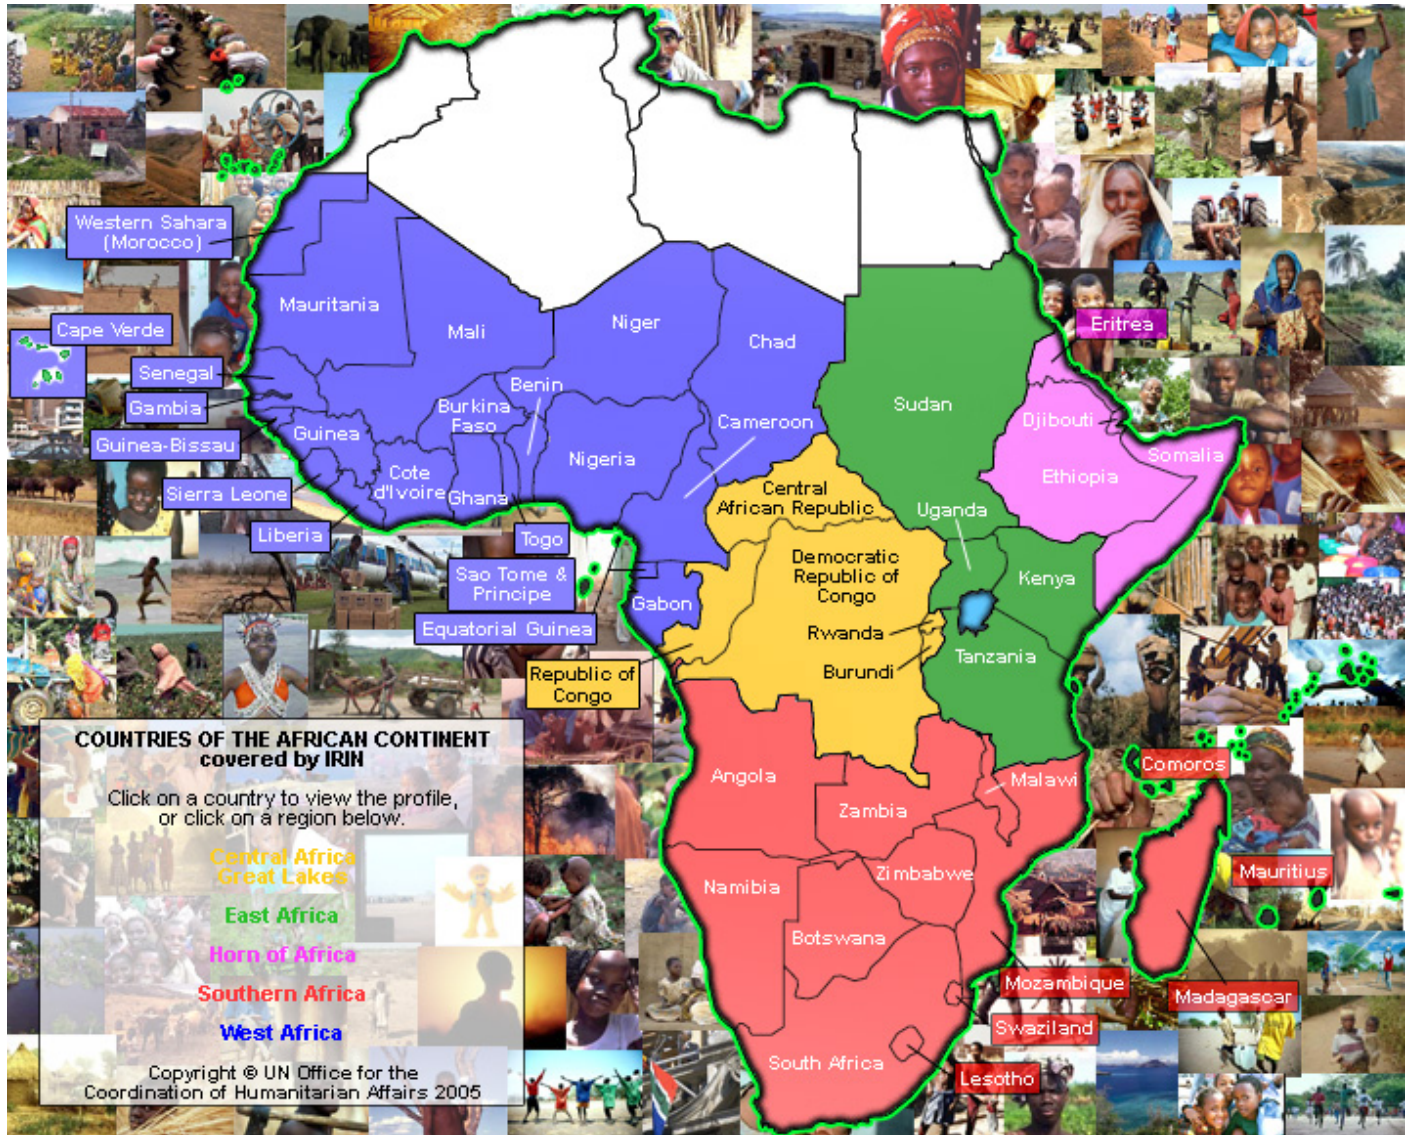 Western Sahara
(Morocco)
Mauritania
Mali
Niger
Chad
Cape Verde
Eritrea
Senegal
Gambia
Guinea-Bissau
Guinea
Burkina
Faso
Benin
Cameroon
Sudan
Djibouti
Somalia
Ethiopia
Sierra Leone
Cote
d'Ivoire
Ghana
Nigeria
Central
African Republic
Uganda
Liberia
Togo
Sao Tome &
Principe
Equatorial Guinea
Gabon
Democratic
Republic of
Congo
Kenya
Rwanda
Burundi
Tanzania
Republic of
Congo
Angola
Zambia
Malawi
Comoros
Namibia
Zimbabwe
Mauritius
Botswana
Mozambique
Madagascar
Swaziland
South Africa
Lesotho
COUNTRIES OF THE AFRICAN CONTINENT
covered by IRIN
Click on a country to view the profile,
or click on a region below.
Central Africa
Great Lakes
East Africa
Horn of Africa
Southern Africa
West Africa
Copyright © UN Office for the
Coordination of Humanitarian Affairs 2005